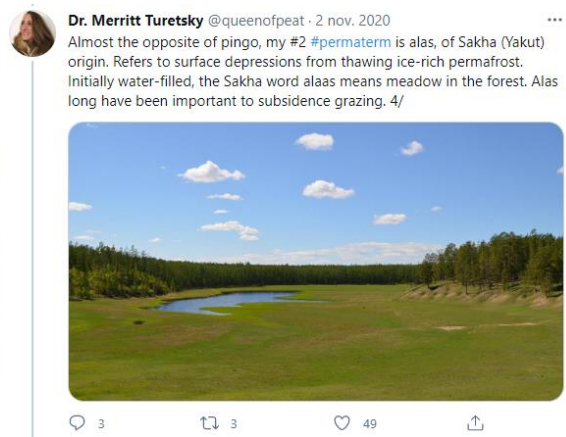 Dr. Merritt Turetsky @queenofpeat · 2 nov. 2020
Almost the opposite of pingo, my #2 #permaterm is alas, of Sakha (Yakut)
origin. Refers to surface depressions from thawing ice-rich permafrost.
Initially water-filled, the Sakha word alaas means meadow in the forest. Alas
long have been important to subsidence grazing. 4/
3 3 49